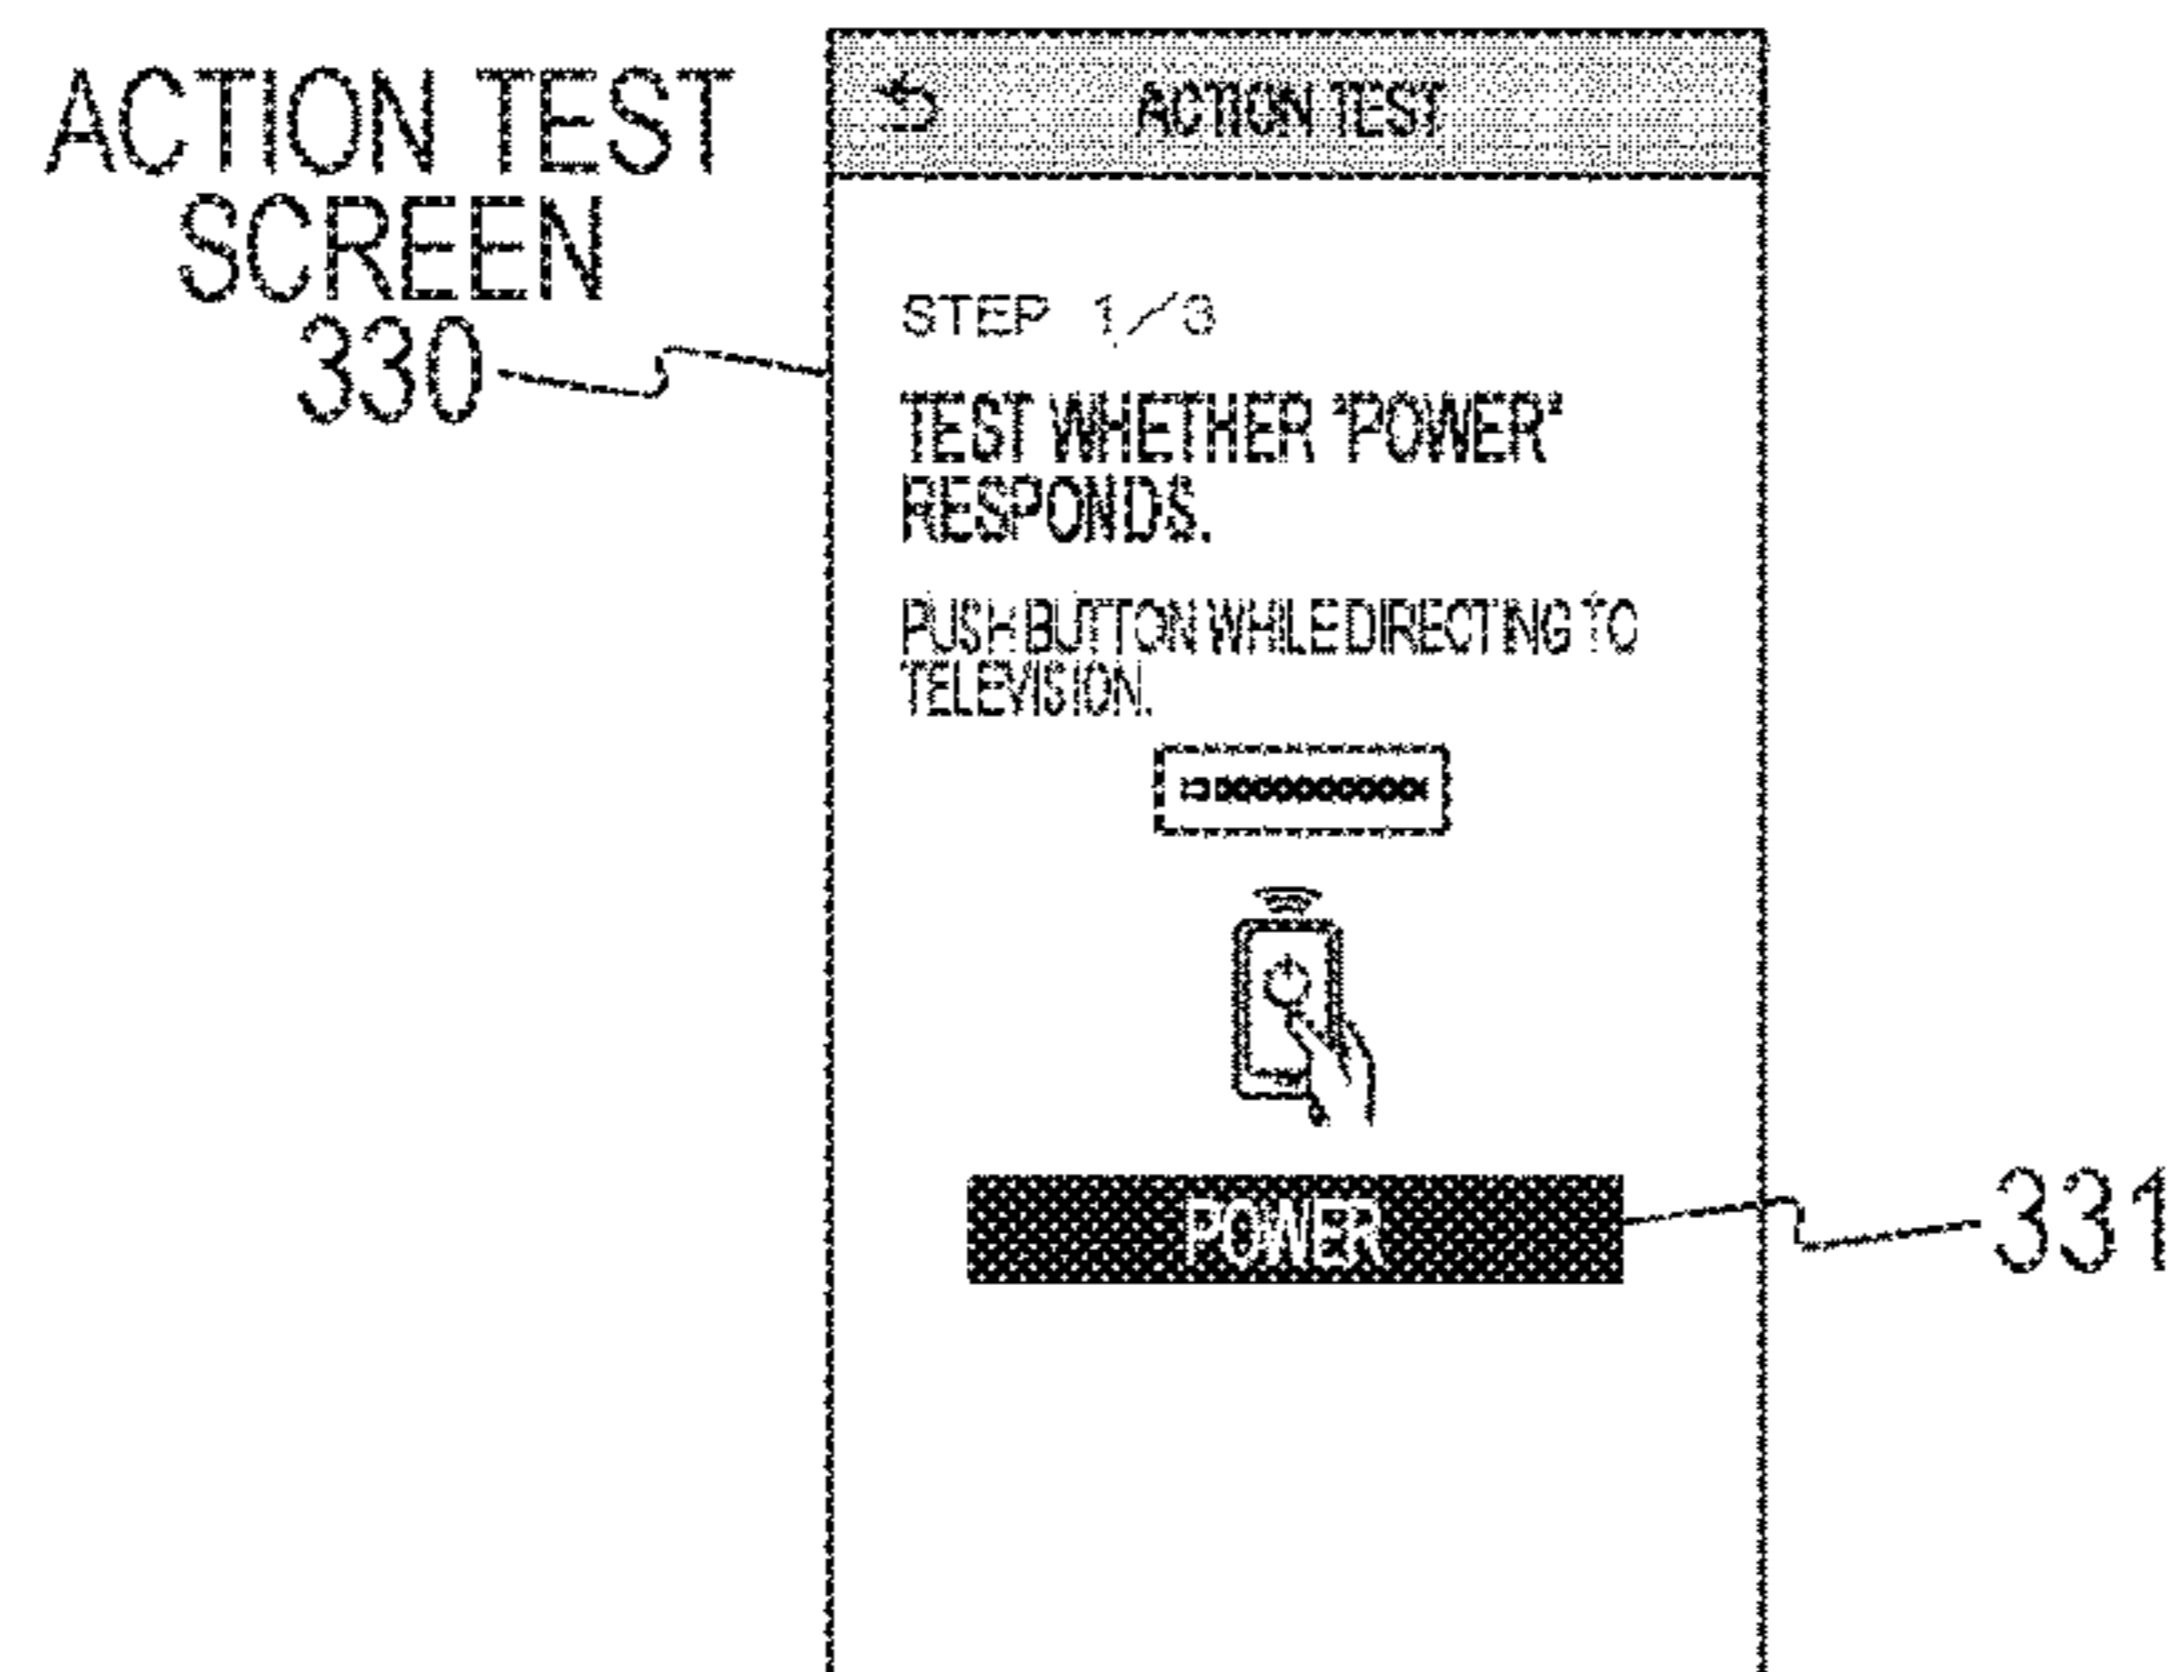 ACTION TEST
SCREEN
330
ACTION TEST
STEP 1/3
TEST WHETHER "POWER"
RESPONDS.
PUSH BUTTON WHILE DIRECTING TO
TELEVISION.
POWER
331